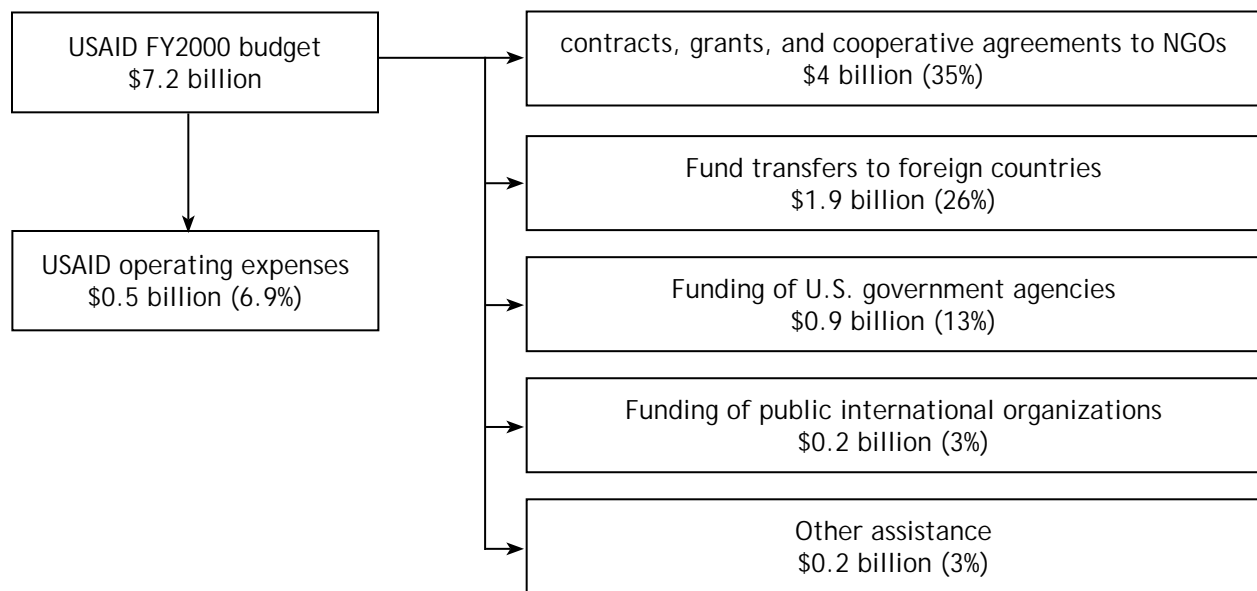 USAID FY2000 budget
$7.2 billion
contracts, grants, and cooperative agreements to NGOs
$4 billion (35%)
Fund transfers to foreign countries
$1.9 billion (26%)
USAID operating expenses
$0.5 billion (6.9%)
Funding of U.S. government agencies
$0.9 billion (13%)
Funding of public international organizations
$0.2 billion (3%)
Other assistance
$0.2 billion (3%)